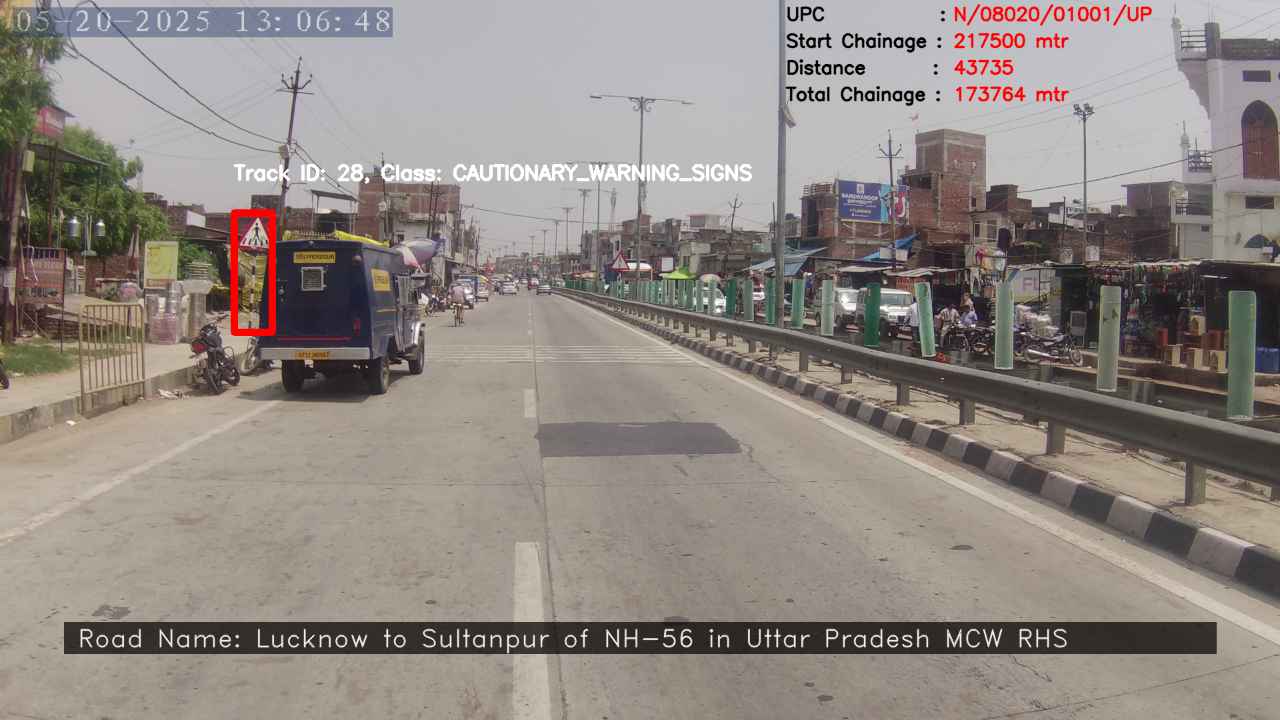 05-20-2025 13:06:48
UPC : N/08020/01001/UP
Start Chainage : 217500 mtr
Distance : 43735
Total Chainage : 173764 mtr
Track ID: 28, Class: CAUTIONARY_WARNING_SIGNS
Road Name: Lucknow to Sultanpur of NH-56 in Uttar Pradesh MCW RHS